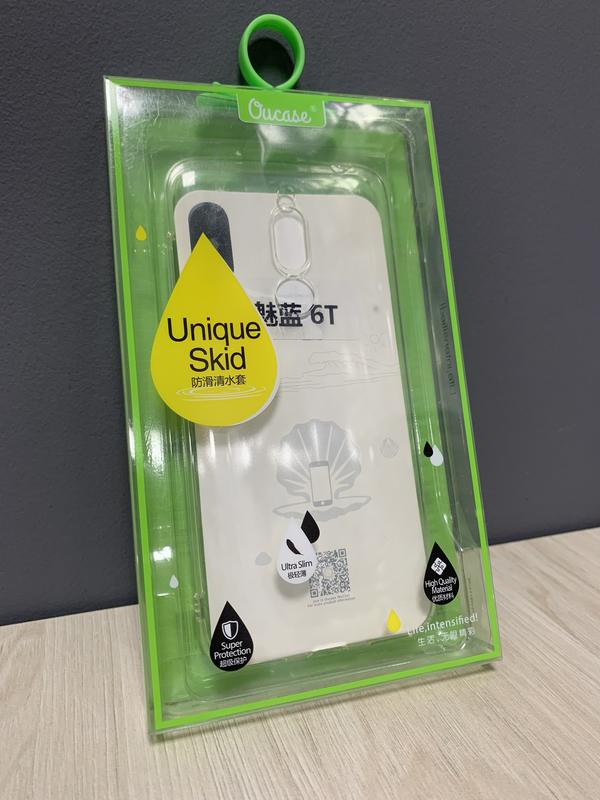 Oucase®
Unique
Skid
防滑清水套
魅蓝 6T
Ultra Slim
极轻薄
High Quality
Material
优质材料
Super
Protection
超级保护
Life,intensified!